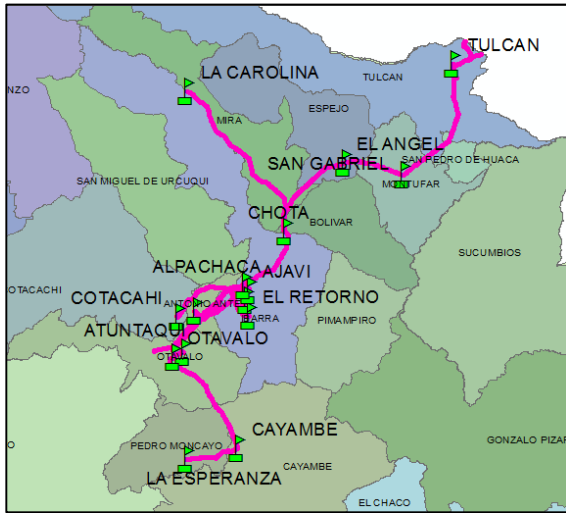 TULCAN
LA CAROLINA
TULCAN
NZO
ESPEJO
MIRA
EL ANGEL
SAN GABRIEL
SAN PEDRO DE HUACA
SAN MIGUEL DE URCUQUI
MONTUFAR
CHOTA
BOLIVAR
SUCUMBIOS
ALPACHACA
AJAVI
OTACACHI
COTACAHI
EL RETORNO
PIMAMPIRO
ATUNTAQUI
OTAVALO
OTAVALO
CAYAMBE
PEDRO MONCAYO
GONZALO PIZAR
LA ESPERANZA
CAYAMBE
EL CHACO